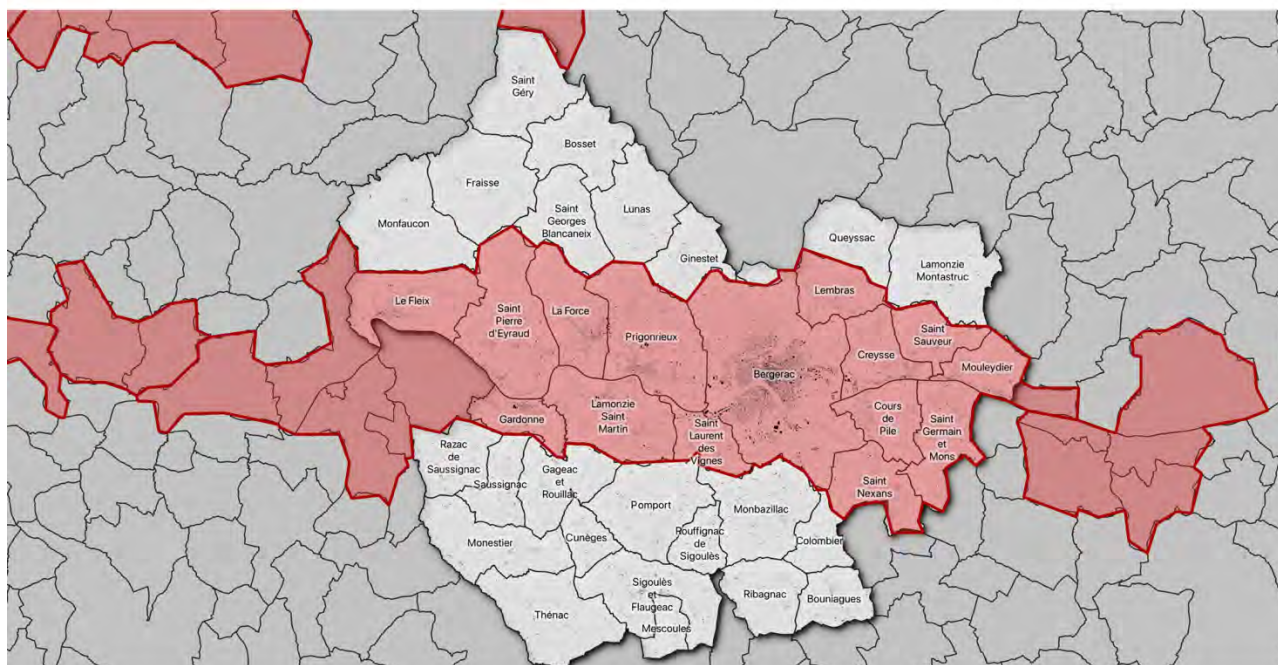 Saint
Géry
Bosset
Fraisse
Saint
Georges
Blancaneix
Lunas
Monfaucon
Queyssac
Ginestet
Lamonzie
Montastruc
Lembras
Le Fleix
Saint
Pierre
d'Eyraud
La Force
Prigonrieux
Saint
Sauveur
Creysse
Mouleydier
Bergerac
Gardonne
Lamonzie
Saint
Martin
Saint
Laurent
des
Vignes
Cours
de
Pile
Saint
Germain
et
Mons
Razac
de
Saussignac
Saussignac
Gageac
et
Rouillac
Saint
Nexans
Pomport
Monbazillac
Monestier
Cunèges
Rouffignac
de
Sigoulès
Colombier
Thénac
Sigoulès
et
Flaugeac
Mescoules
Ribagnac
Bouniagues